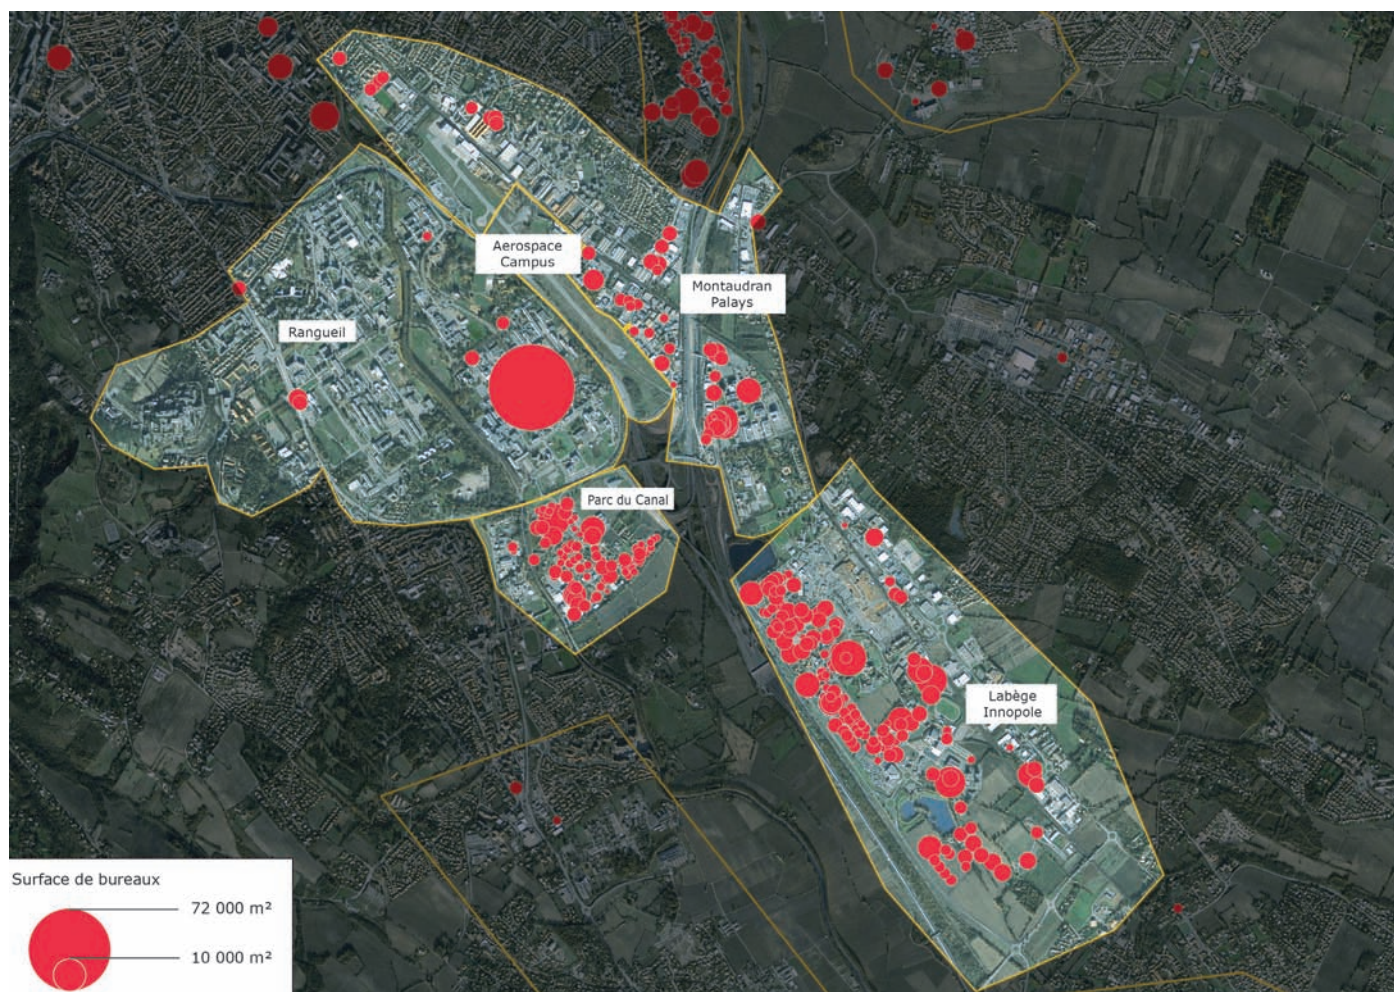 Aerospace
Campus
Montaudran
Palays
Rangueil
Parc du Canal
Labège
Innopole
Surface de bureaux
72 000 m²
10 000 m²